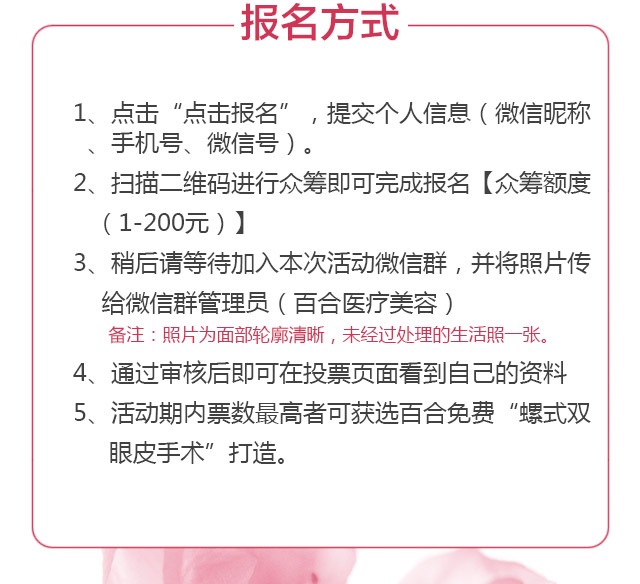 报名方式
1、点击“点击报名”，提交个人信息（微信昵称
、手机号、微信号）。
2、扫描二维码进行众筹即可完成报名【众筹额度
（1-200元）】
3、稍后请等待加入本次活动微信群，并将照片传
给微信群管理员（百合医疗美容）
备注：照片为面部轮廓清晰，未经过处理的生活照一张。
4、通过审核后即可在投票页面看到自己的资料
5、活动期内票数最高者可获选百合免费“螺式双
眼皮手术”打造。